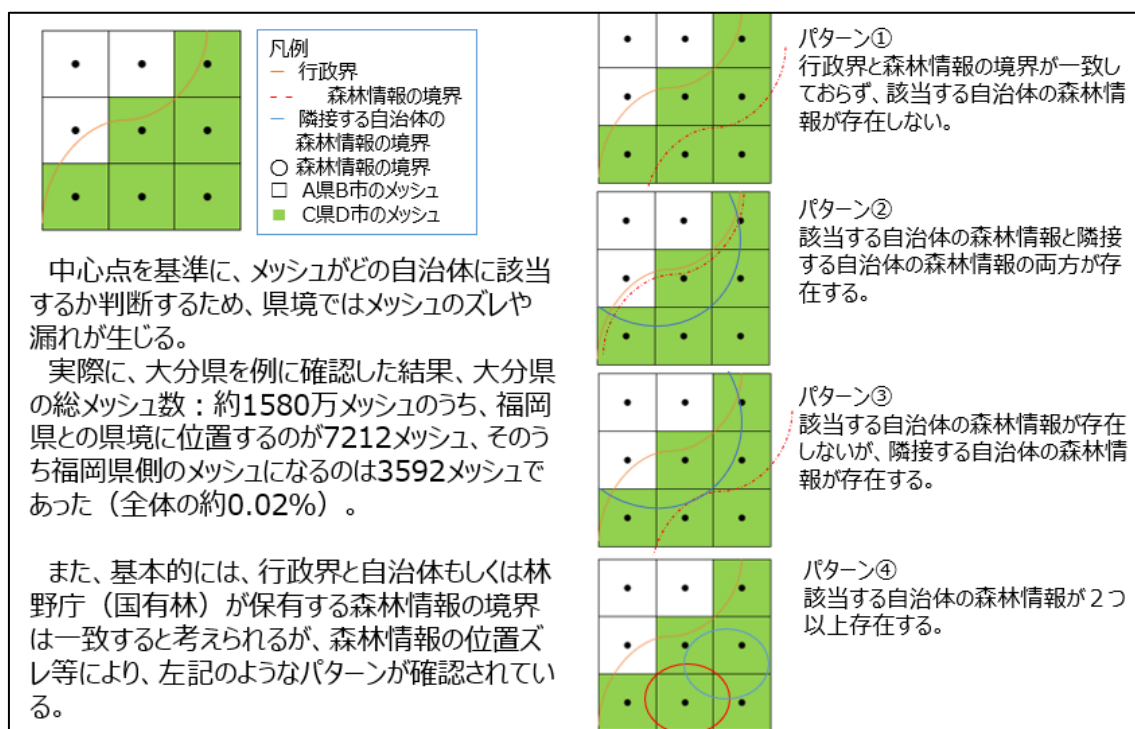 凡例
行政界
森林情報の境界
隣接する自治体の
森林情報の境界
森林情報の境界
A県B市のメッシュ
C県D市のメッシュ
中心点を基準に、メッシュがどの自治体に該当
するか判断するため、県境ではメッシュのズレや
漏れが生じる。
実際に、大分県を例に確認した結果、大分県
の総メッシュ数：約1580万メッシュのうち、福岡
県との県境に位置するのが7212メッシュ、そのう
ち福岡県側のメッシュになるのは3592メッシュで
あった（全体の約0.02%）。
また、基本的には、行政界と自治体もしくは林
野庁（国有林）が保有する森林情報の境界
は一致すると考えられるが、森林情報の位置ズ
レ等により、左記のようなパターンが確認されてい
る。
パターン①
行政界と森林情報の境界が一致し
ておらず、該当する自治体の森林情
報が存在しない。
パターン②
該当する自治体の森林情報と隣接
する自治体の森林情報の両方が存
在する。
パターン③
該当する自治体の森林情報が存在
しないが、隣接する自治体の森林情
報が存在する。
パターン④
該当する自治体の森林情報が２つ
以上存在する。